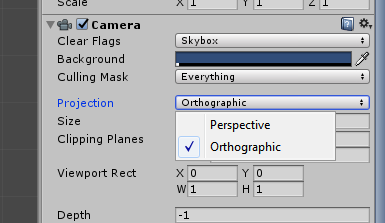 Scale X 1 Y 1 Z 1
Camera
Clear Flags Skybox
Background
Culling Mask Everything
Projection Orthographic
Size
Perspective
Clipping Planes
Orthographic
Viewport Rect X 0 Y 0
W 1 H 1
Depth -1